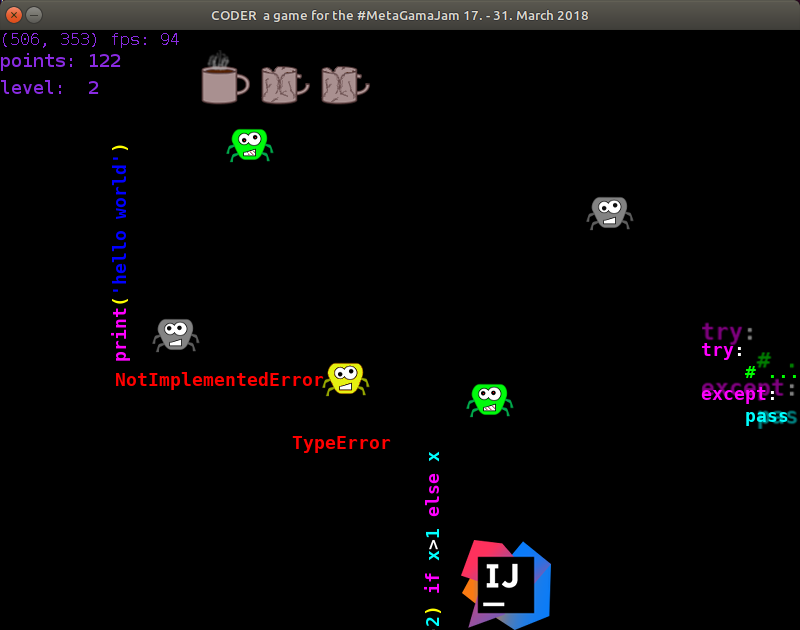 CODER a game for the #MetaGamaJam 17. - 31. March 2018
(506, 353) fps: 94
points: 122
level: 2
print('hello world')
try:
try:
# .
# ...
except:
except:
pass
pas
NotImplementedError
TypeError
2) if x>1 else x
IJ